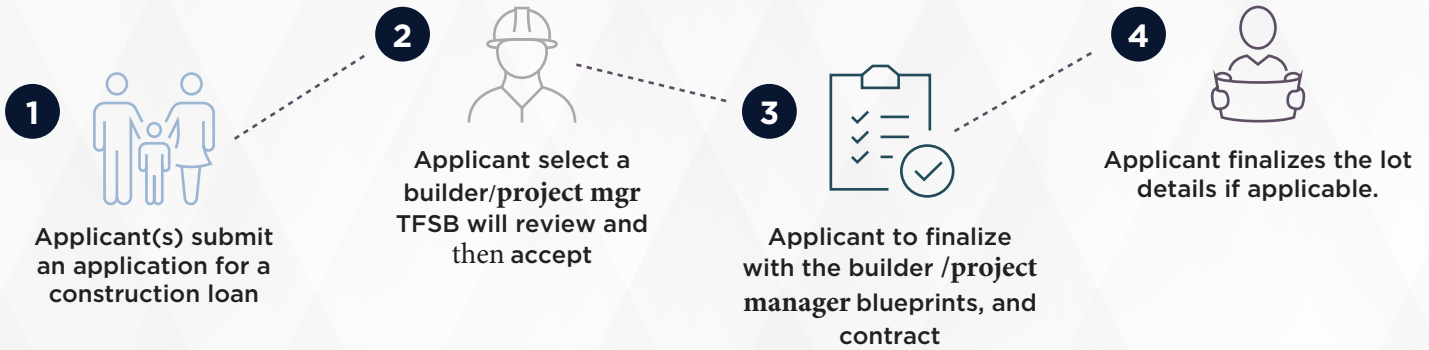 1
Applicant(s) submit
an application for a
construction loan
2
Applicant select a
builder/project mgr
TFSB will review and
then accept
3
Applicant to finalize
with the builder /project
manager blueprints, and
contract
4
Applicant finalizes the lot
details if applicable.